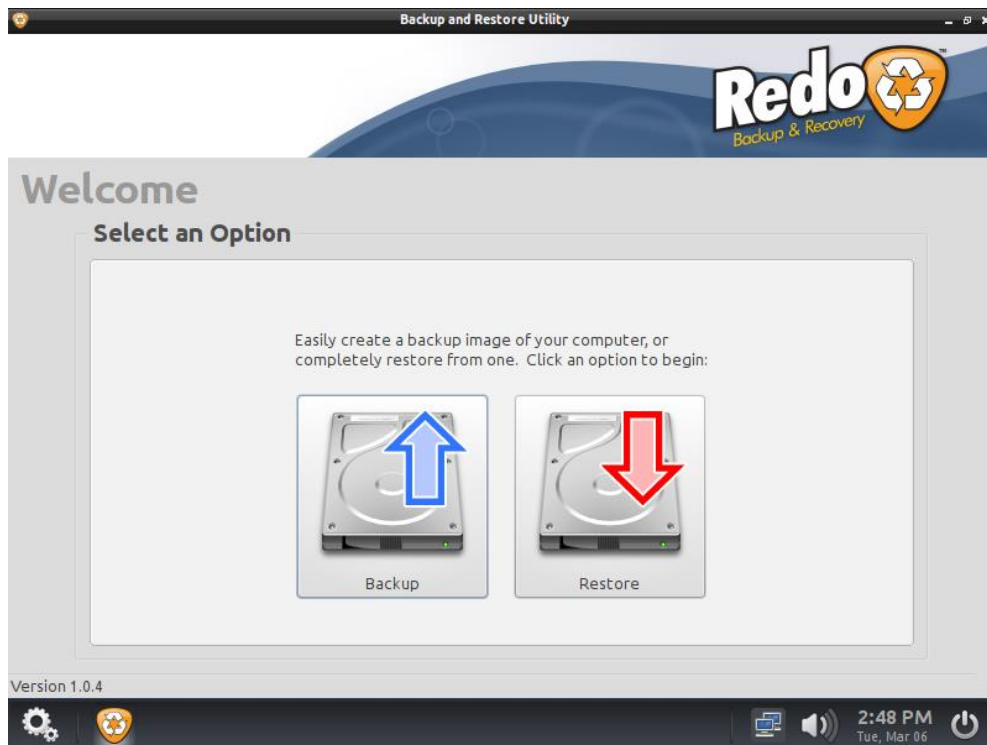 Backup and Restore Utility
Redo™
Backup & Recovery
Welcome
Select an Option
Easily create a backup image of your computer, or
completely restore from one. Click an option to begin:
Backup
Restore
Version 1.0.4
2:48 PM
Tue, Mar 06